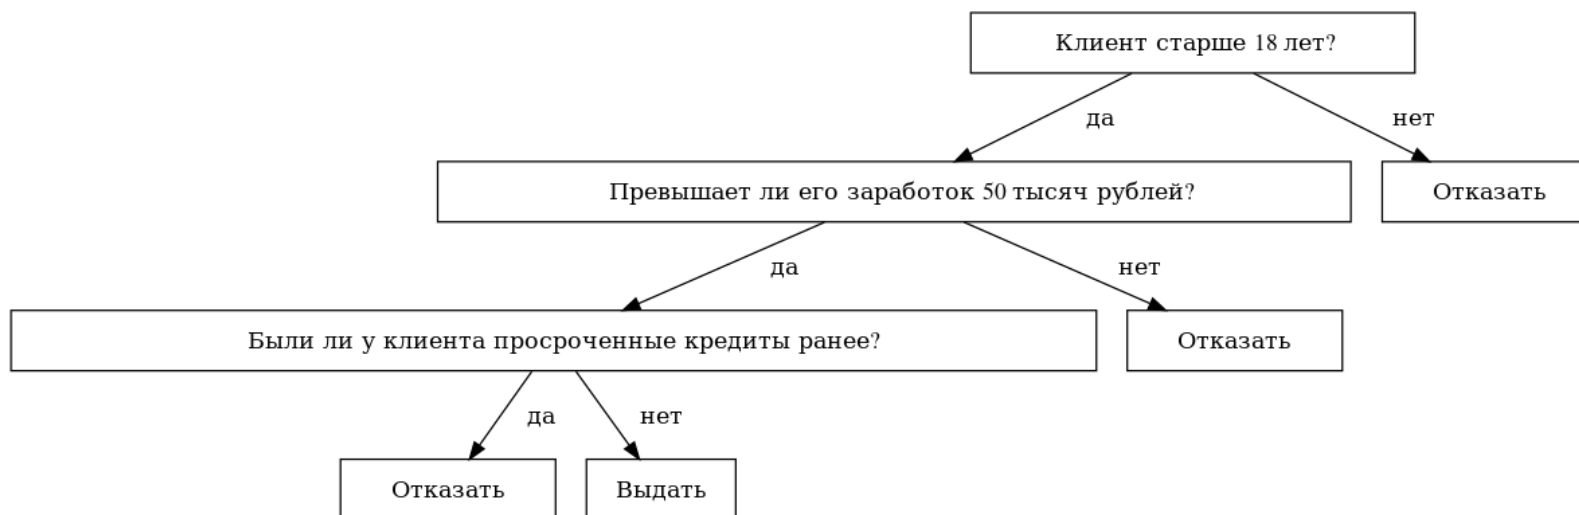 Клиент старше 18 лет?
да
нет
Превышает ли его заработок 50 тысяч рублей?
Отказать
да
нет
Были ли у клиента просроченные кредиты ранее?
Отказать
да
нет
Отказать
Выдать